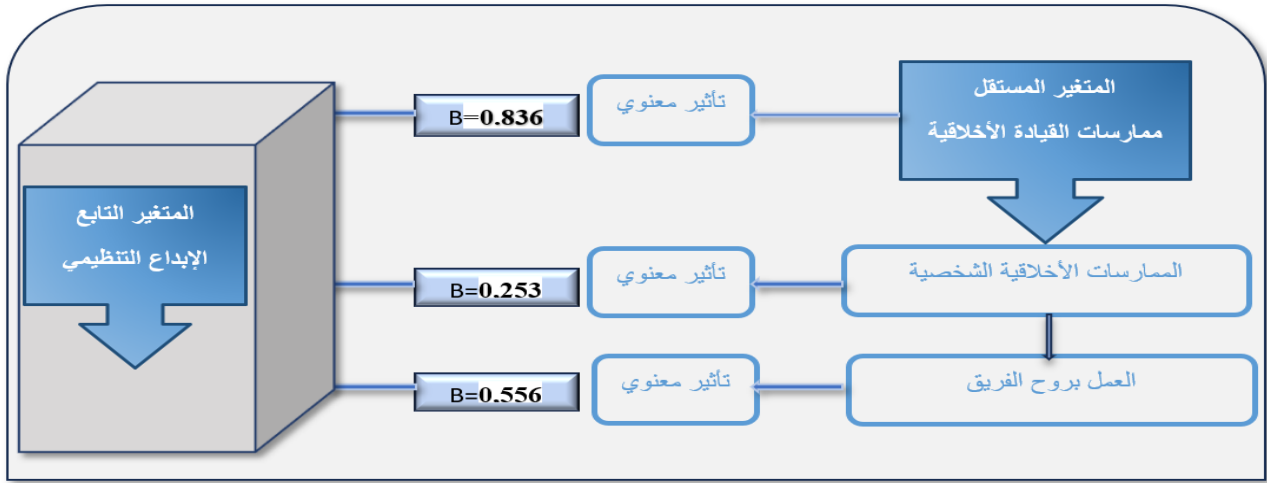 المتغير المستقل
ممارسات القيادة الأخلاقية
تأثير معنوي
B=0.836
المتغير التابع
الإبداع التنظيمي
الممارسات الأخلاقية الشخصية
تأثير معنوي
B=0.253
العمل بروح الفريق
تأثير معنوي
B=0.556